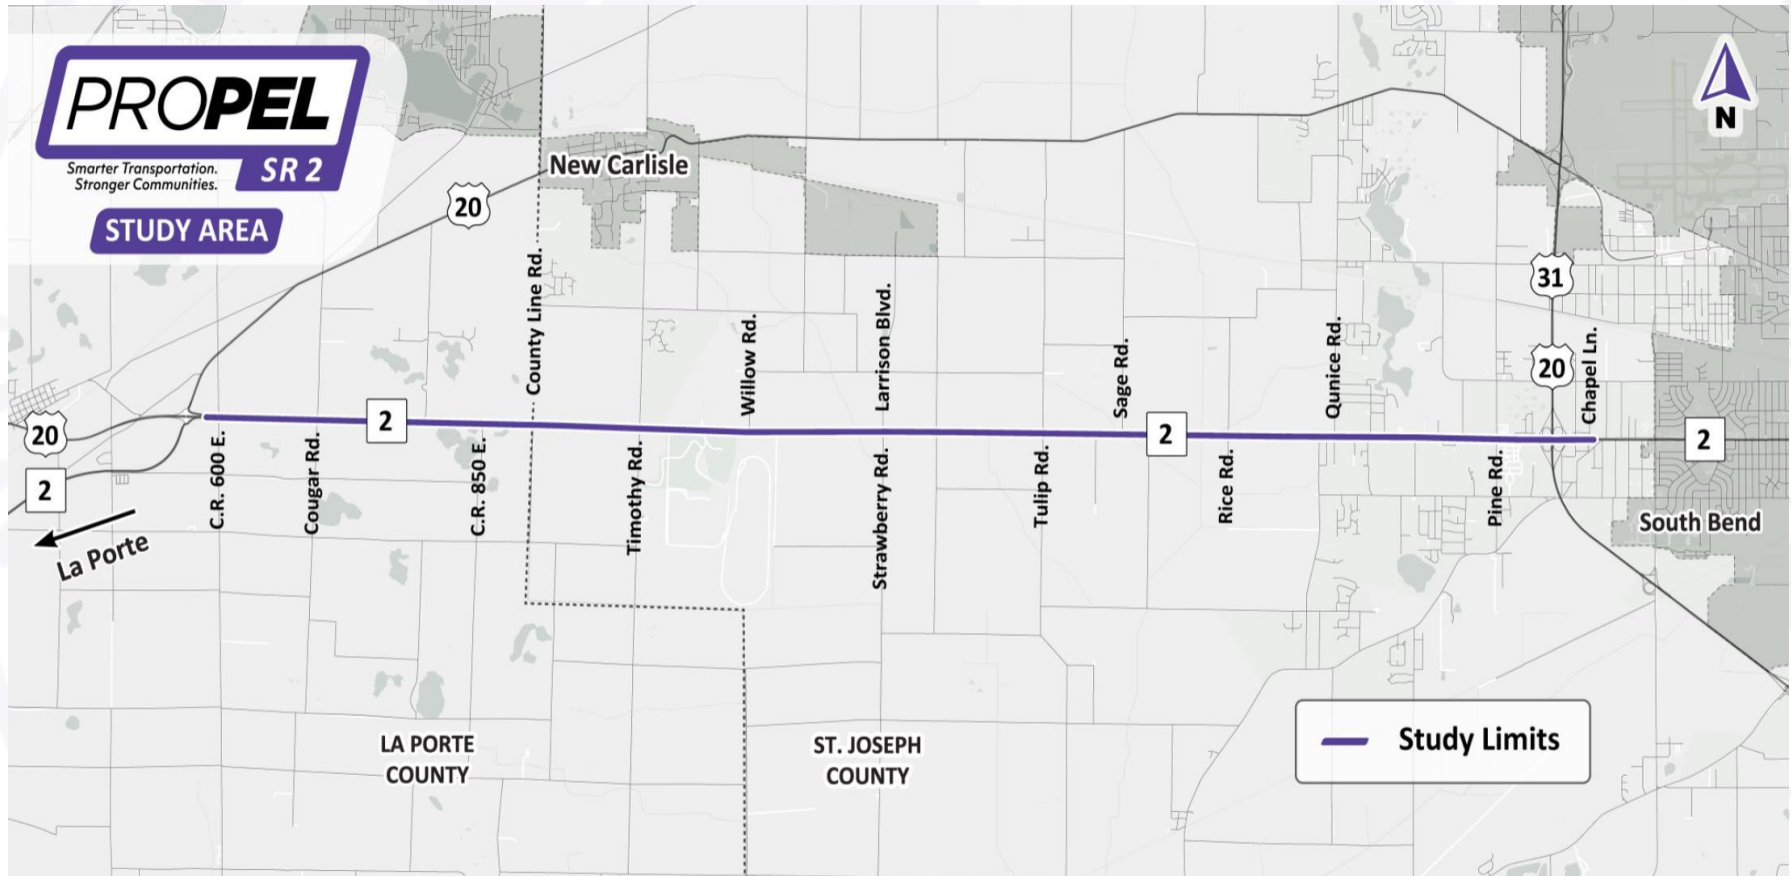 PROPEL
SR 2
Smarter Transportation.
Stronger Communities.
STUDY AREA
N
New Carlisle
20
31
20
County Line Rd.
Willow Rd.
Larrison Blvd.
Sage Rd.
Qunice Rd.
Chapel Ln.
20
2
2
2
2
C.R. 600 E.
Cougar Rd.
C.R. 850 E.
Timothy Rd.
Strawberry Rd.
Tulip Rd.
Rice Rd.
Pine Rd.
South Bend
La Porte
LA PORTE
COUNTY
ST. JOSEPH
COUNTY
Study Limits